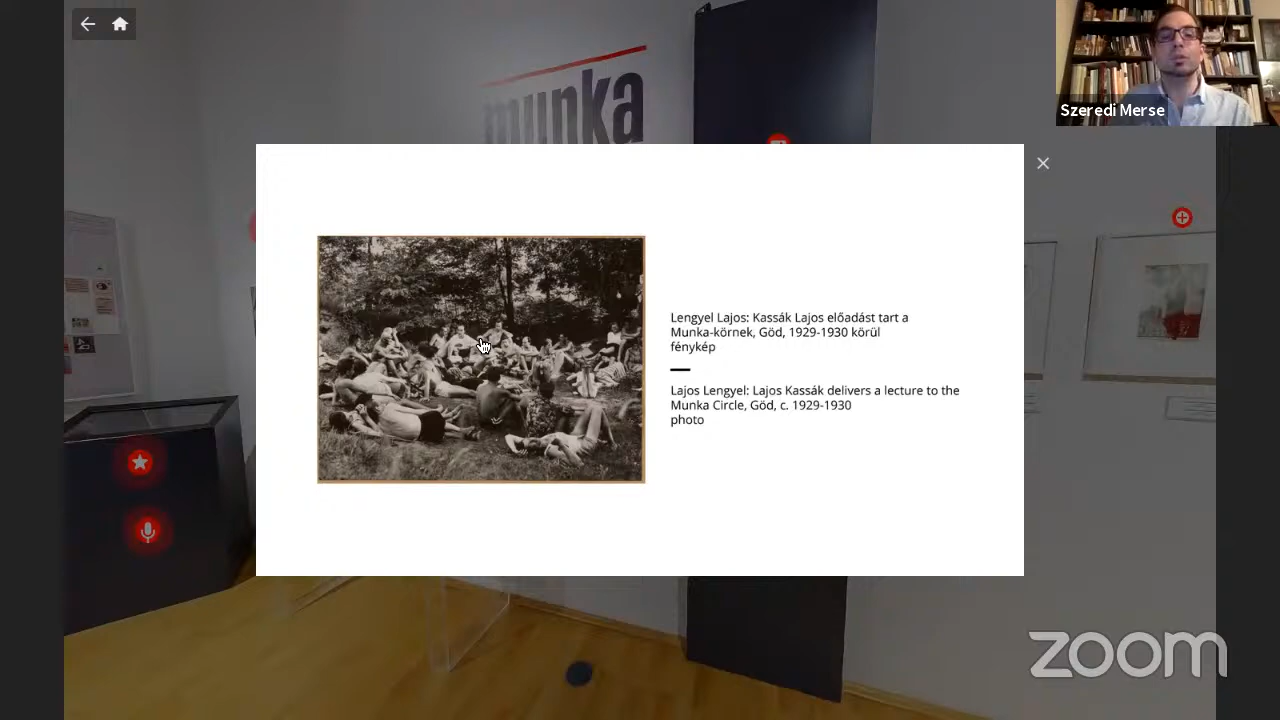 munka
Szeredi Merse
Lengyel Lajos: Kassák Lajos előadást tart a
Munka-körnek, Göd, 1929-1930 körül
fénykép
Lajos Lengyel: Lajos Kassák delivers a lecture to the
Munka Circle, Göd, c. 1929-1930
photo
zoom